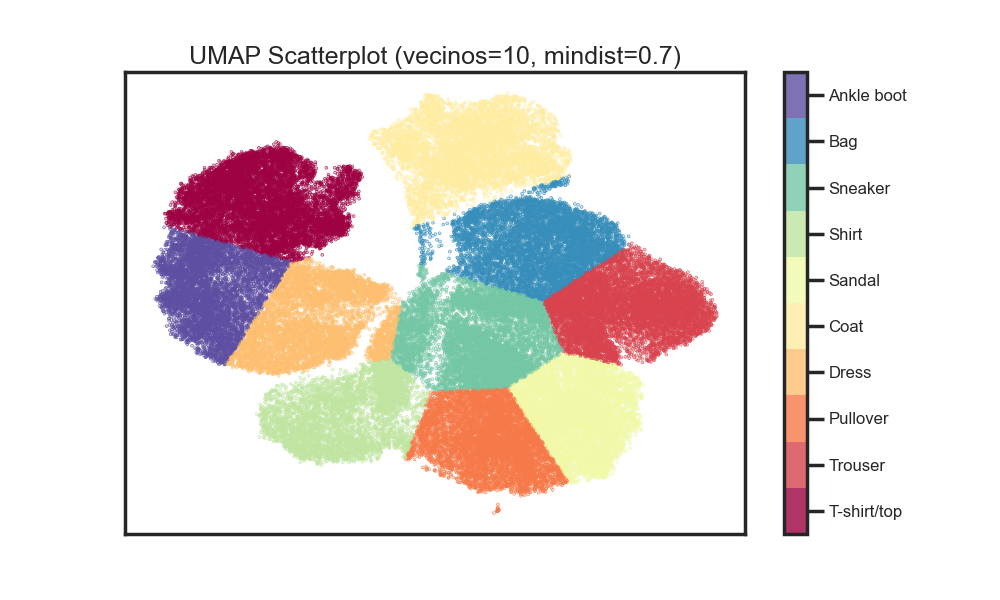 UMAP Scatterplot (vecinos=10, mindist=0.7)
Ankle boot
Bag
Sneaker
Shirt
Sandal
Coat
Dress
Pullover
Trouser
T-shirt/top